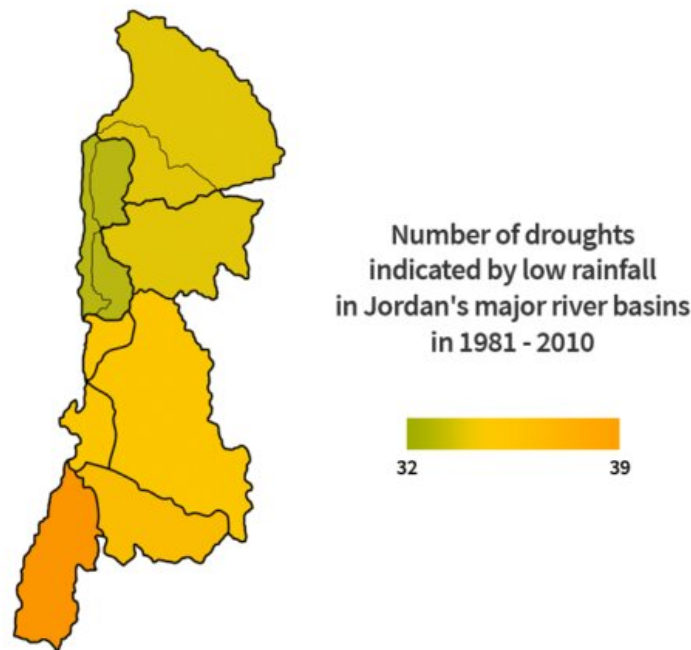 Number of droughts
indicated by low rainfall
in Jordan's major river basins
in 1981 - 2010
32 39